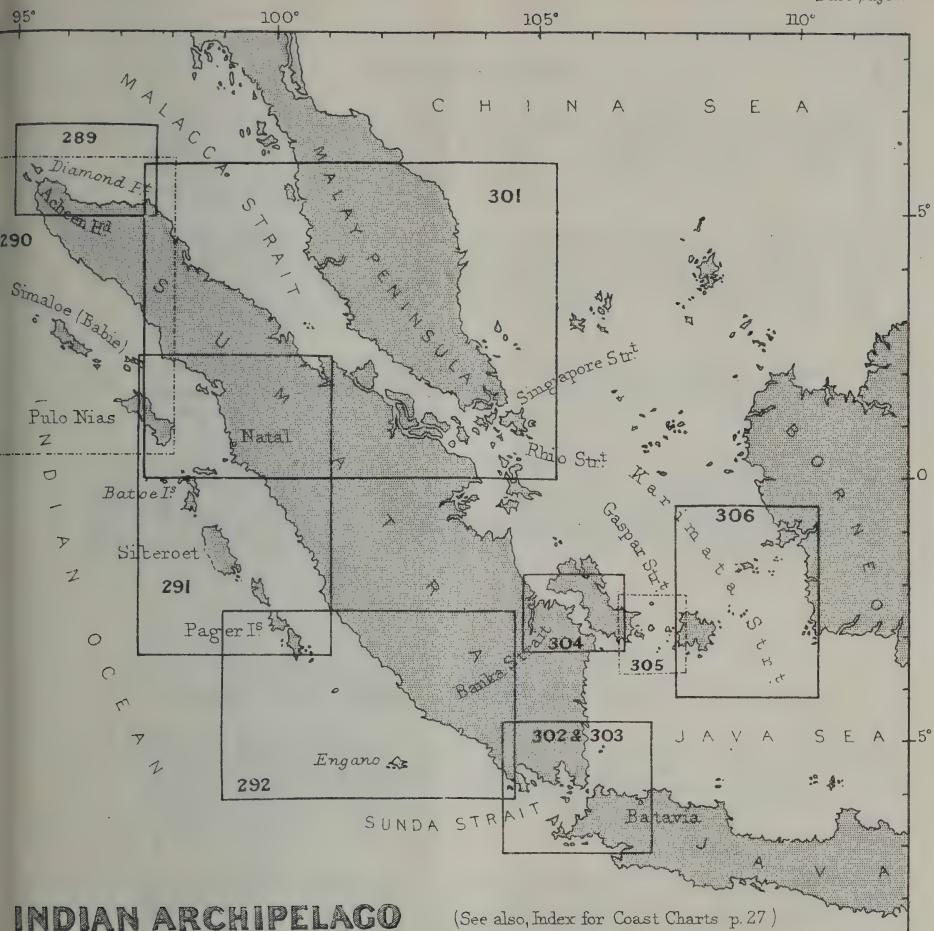 95°
100°
105°
110°
MALACCA STRAIT
CHINA SEA
289
Diamond Pt
Acheen Hd
290
301
MALAY PENINSULA
5°
SUMATRA
Simaloe (Babie)
Singapore Strt
Pulo Nias
Natal
Rhio Strt
BORNEO
INDIAN OCEAN
0
Batoe Is
Karimata Strt
306
Gaspar Strt
Siteroet
291
Pager Is
304
Banka Strait
305
302 & 303
JAVA SEA
5°
Engano
292
SUNDA STRAIT
Batavia
JAVA
INDIAN ARCHIPELAGO
(See also, Index for Coast Charts p. 27)